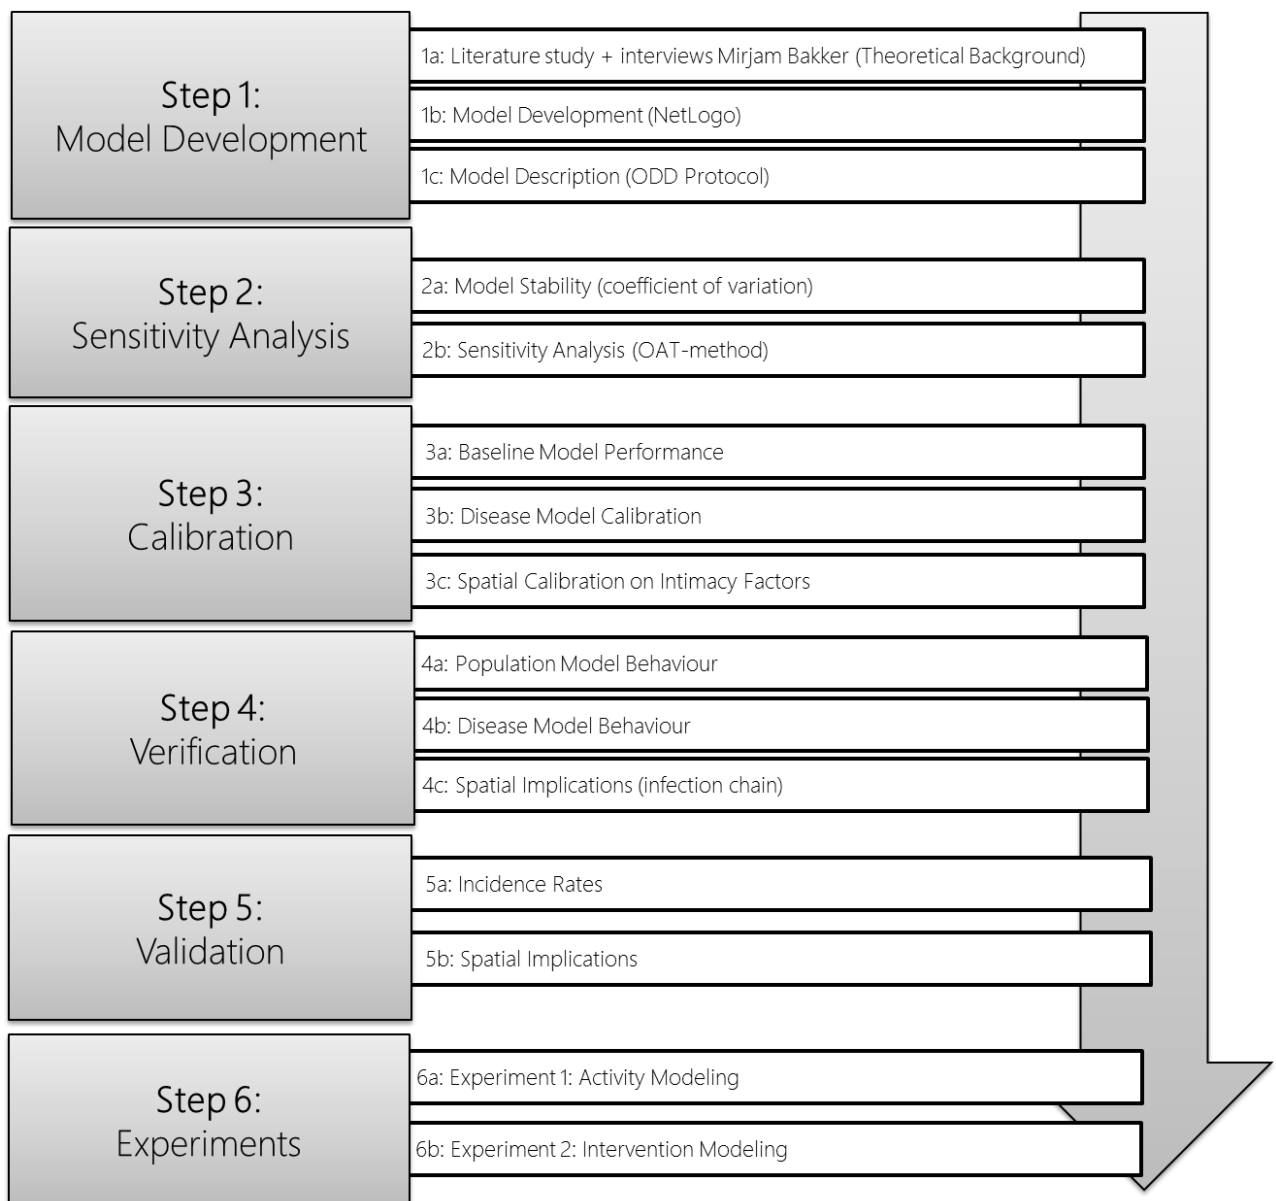 Step 1:
Model Development
1a: Literature study + interviews Mirjam Bakker (Theoretical Background)
1b: Model Development (NetLogo)
1c: Model Description (ODD Protocol)
Step 2:
Sensitivity Analysis
2a: Model Stability (coefficient of variation)
2b: Sensitivity Analysis (OAT-method)
Step 3:
Calibration
3a: Baseline Model Performance
3b: Disease Model Calibration
3c: Spatial Calibration on Intimacy Factors
Step 4:
Verification
4a: Population Model Behaviour
4b: Disease Model Behaviour
4c: Spatial Implications (infection chain)
Step 5:
Validation
5a: Incidence Rates
5b: Spatial Implications
Step 6:
Experiments
6a: Experiment 1: Activity Modeling
6b: Experiment 2: Intervention Modeling